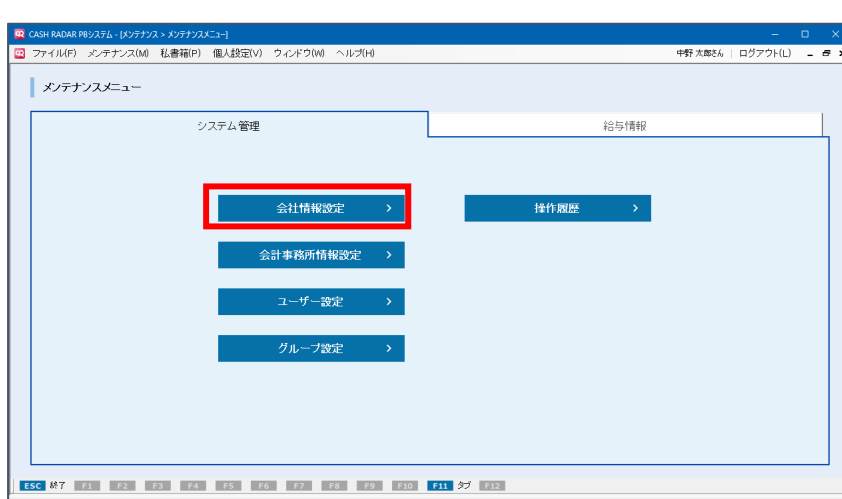 CASH RADAR PBシステム - [メンテナンス > メンテナンスメニュー]
ファイル(F) メンテナンス(M) 私書箱(P) 個人設定(V) ウィンドウ(W) ヘルプ(H) 中野 太郎さん ログアウト(L)
メンテナンスメニュー
システム管理 給与情報
会社情報設定 操作履歴
会計事務所情報設定
ユーザー設定
グループ設定
ESC 終了 F1 F2 F3 F4 F5 F6 F7 F8 F9 F10 F11 タブ F12